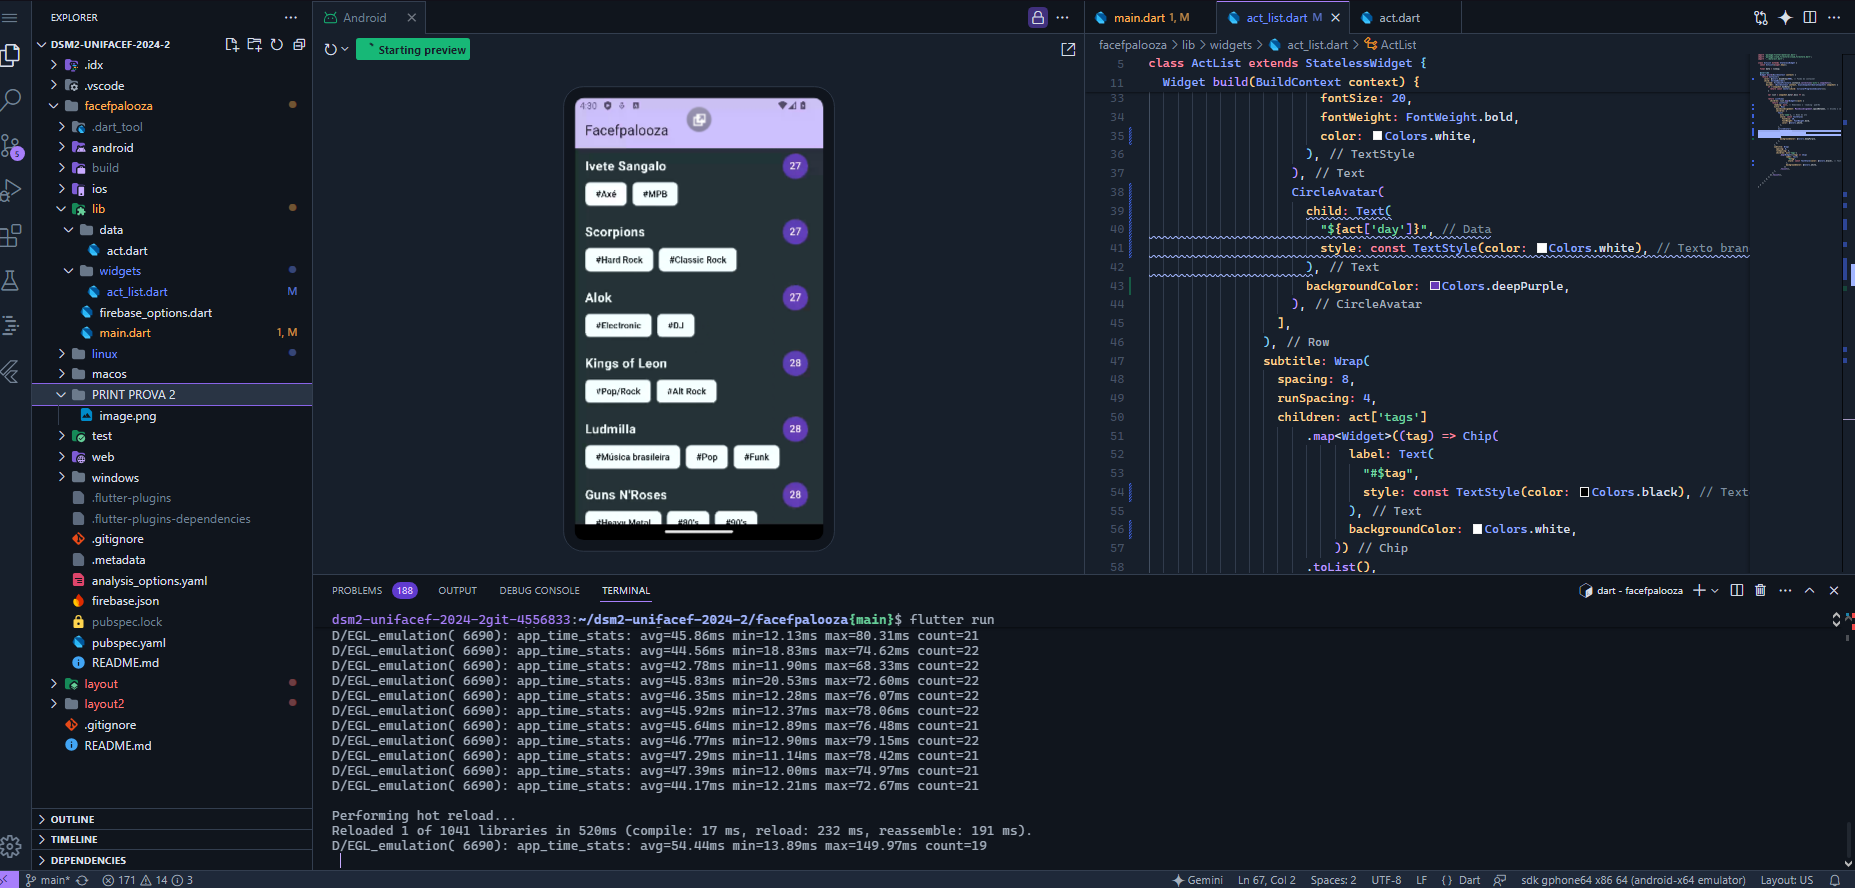 EXPLORER
DSM2-UNIFACEF-2024-2
.idx
.vscode
facefpalooza
.dart_tool
android
build
ios
lib
data
act.dart
widgets
act_list.dart M
firebase_options.dart
main.dart 1, M
linux
macos
PRINT PROVA 2
image.png
test
web
windows
.flutter-plugins
.flutter-plugins-dependencies
.gitignore
.metadata
analysis_options.yaml
firebase.json
pubspec.lock
pubspec.yaml
README.md
layout
layout2
.gitignore
README.md
OUTLINE
TIMELINE
DEPENDENCIES
5
Android
Starting preview
4:30
Facefpalooza
Ivete Sangalo 27
#Axé #MPB
Scorpions 27
#Hard Rock #Classic Rock
Alok 27
#Electronic #DJ
Kings of Leon 28
#Pop/Rock #Alt Rock
Ludmilla 28
#Música brasileira #Pop #Funk
Guns N'Roses 28
#Heavy Metal #80's #90's
main.dart 1, M act_list.dart M act.dart
facefpalooza > lib > widgets > act_list.dart > ActList
5 class ActList extends StatelessWidget {
11 Widget build(BuildContext context) {
33 fontSize: 20,
34 fontWeight: FontWeight.bold,
35 color: Colors.white,
36 ), // TextStyle
37 ), // Text
38 CircleAvatar(
39 child: Text(
40 "${act['day']}", // Data
41 style: const TextStyle(color: Colors.white), // Texto bran
42 ), // Text
43 backgroundColor: Colors.deepPurple,
44 ), // CircleAvatar
45 ],
46 ), // Row
47 subtitle: Wrap(
48 spacing: 8,
49 runSpacing: 4,
50 children: act['tags']
51 .map<Widget>((tag) => Chip(
52 label: Text(
53 "#$tag",
54 style: const TextStyle(color: Colors.black), // Text
55 ), // Text
56 backgroundColor: Colors.white,
57 )) // Chip
58 .toList(),
PROBLEMS 188 OUTPUT DEBUG CONSOLE TERMINAL
dart - facefpalooza
dsm2-unifacef-2024-2git-4556833:~/dsm2-unifacef-2024-2/facefpalooza{main}$ flutter run
D/EGL_emulation( 6690): app_time_stats: avg=45.86ms min=12.13ms max=80.31ms count=21
D/EGL_emulation( 6690): app_time_stats: avg=44.56ms min=18.83ms max=74.62ms count=22
D/EGL_emulation( 6690): app_time_stats: avg=42.78ms min=11.90ms max=68.33ms count=22
D/EGL_emulation( 6690): app_time_stats: avg=45.83ms min=20.53ms max=72.60ms count=22
D/EGL_emulation( 6690): app_time_stats: avg=46.35ms min=12.28ms max=76.07ms count=22
D/EGL_emulation( 6690): app_time_stats: avg=45.92ms min=12.37ms max=78.06ms count=22
D/EGL_emulation( 6690): app_time_stats: avg=45.64ms min=12.89ms max=76.48ms count=21
D/EGL_emulation( 6690): app_time_stats: avg=46.77ms min=12.90ms max=79.15ms count=22
D/EGL_emulation( 6690): app_time_stats: avg=47.29ms min=11.14ms max=78.42ms count=21
D/EGL_emulation( 6690): app_time_stats: avg=47.39ms min=12.00ms max=74.97ms count=21
D/EGL_emulation( 6690): app_time_stats: avg=44.17ms min=12.21ms max=72.67ms count=21
Performing hot reload...
Reloaded 1 of 1041 libraries in 520ms (compile: 17 ms, reload: 232 ms, reassemble: 191 ms).
D/EGL_emulation( 6690): app_time_stats: avg=54.44ms min=13.89ms max=149.97ms count=19
main* 171 14 3
Gemini Ln 67, Col 2 Spaces: 2 UTF-8 LF {} Dart sdk gphone64 x86 64 (android-x64 emulator) Layout: US